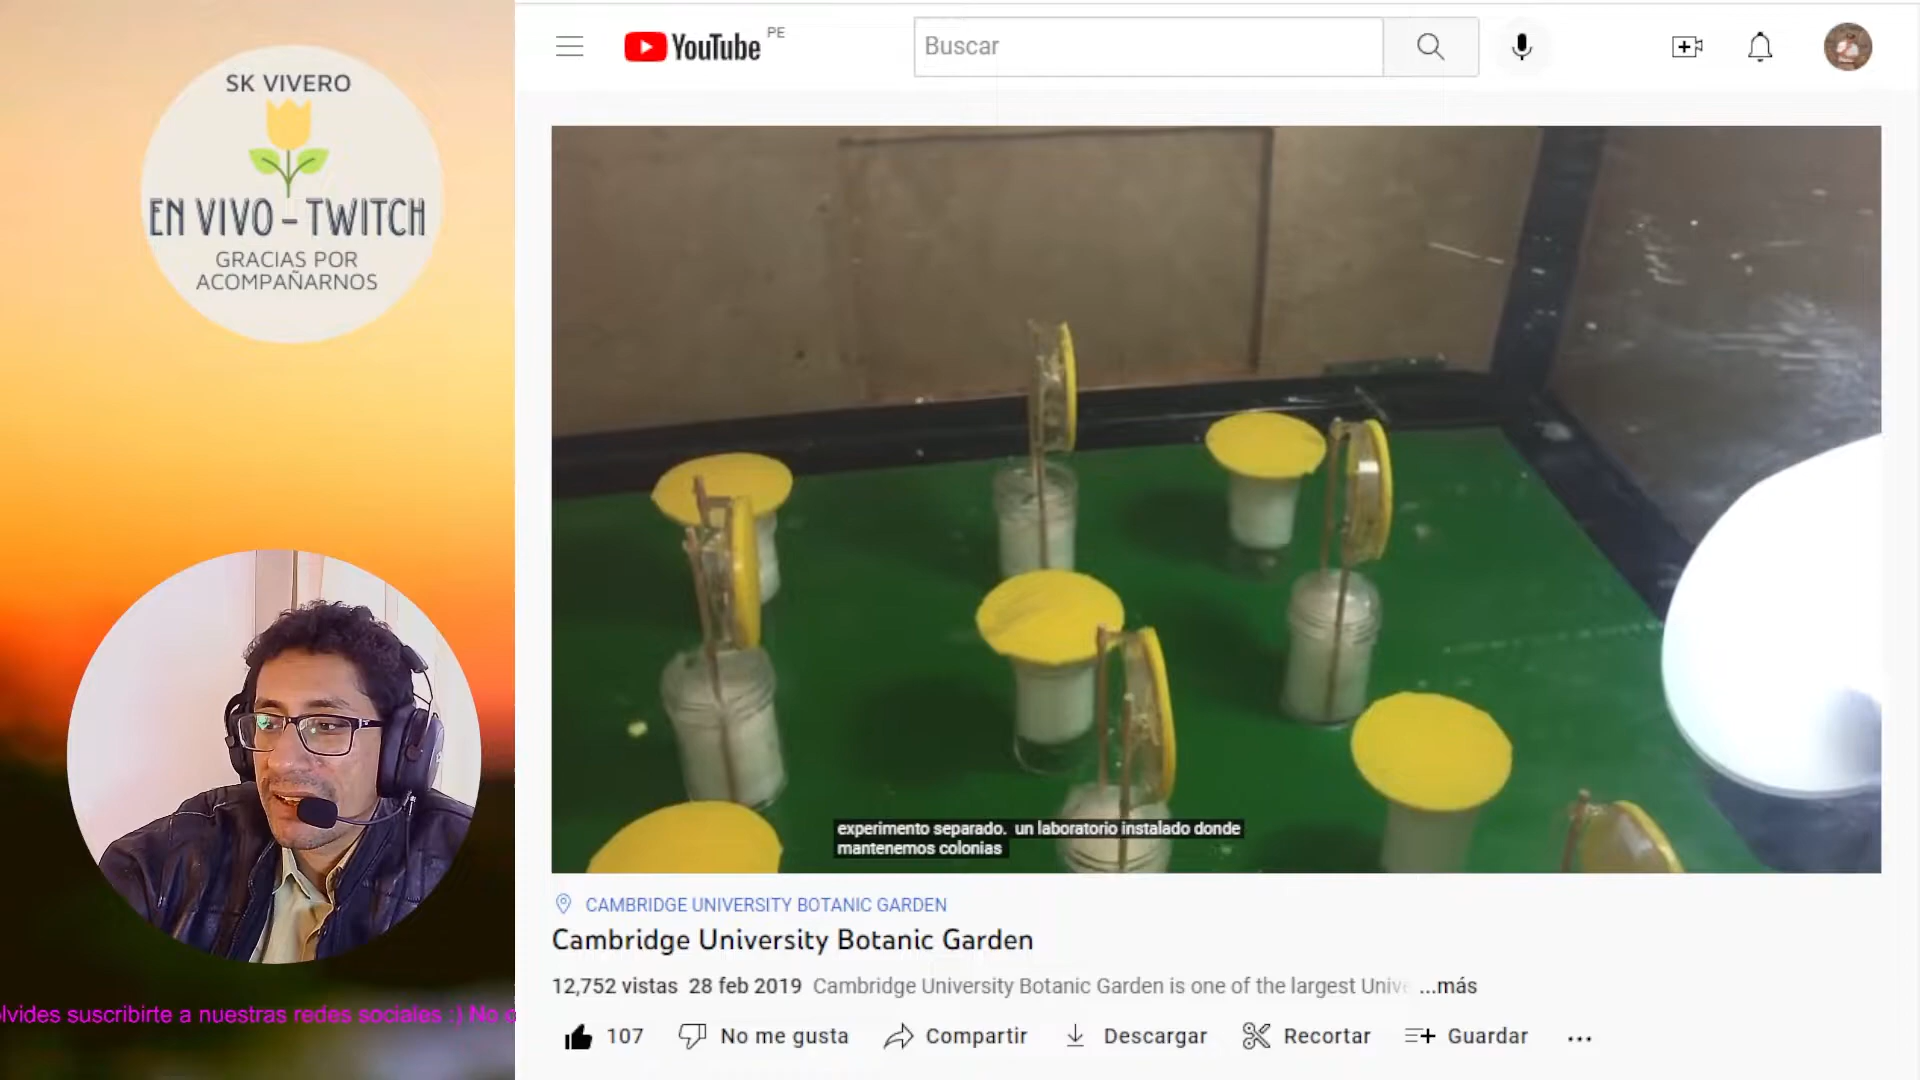 SK VIVERO
EN VIVO - TWITCH
GRACIAS POR
ACOMPAÑARNOS
lvides suscribirte a nuestras redes sociales :) No
YouTube PE
Buscar
experimento separado. un laboratorio instalado donde
mantenemos colonias
CAMBRIDGE UNIVERSITY BOTANIC GARDEN
Cambridge University Botanic Garden
12,752 vistas 28 feb 2019 Cambridge University Botanic Garden is one of the largest Unive ...más
107 No me gusta Compartir Descargar Recortar Guardar ...